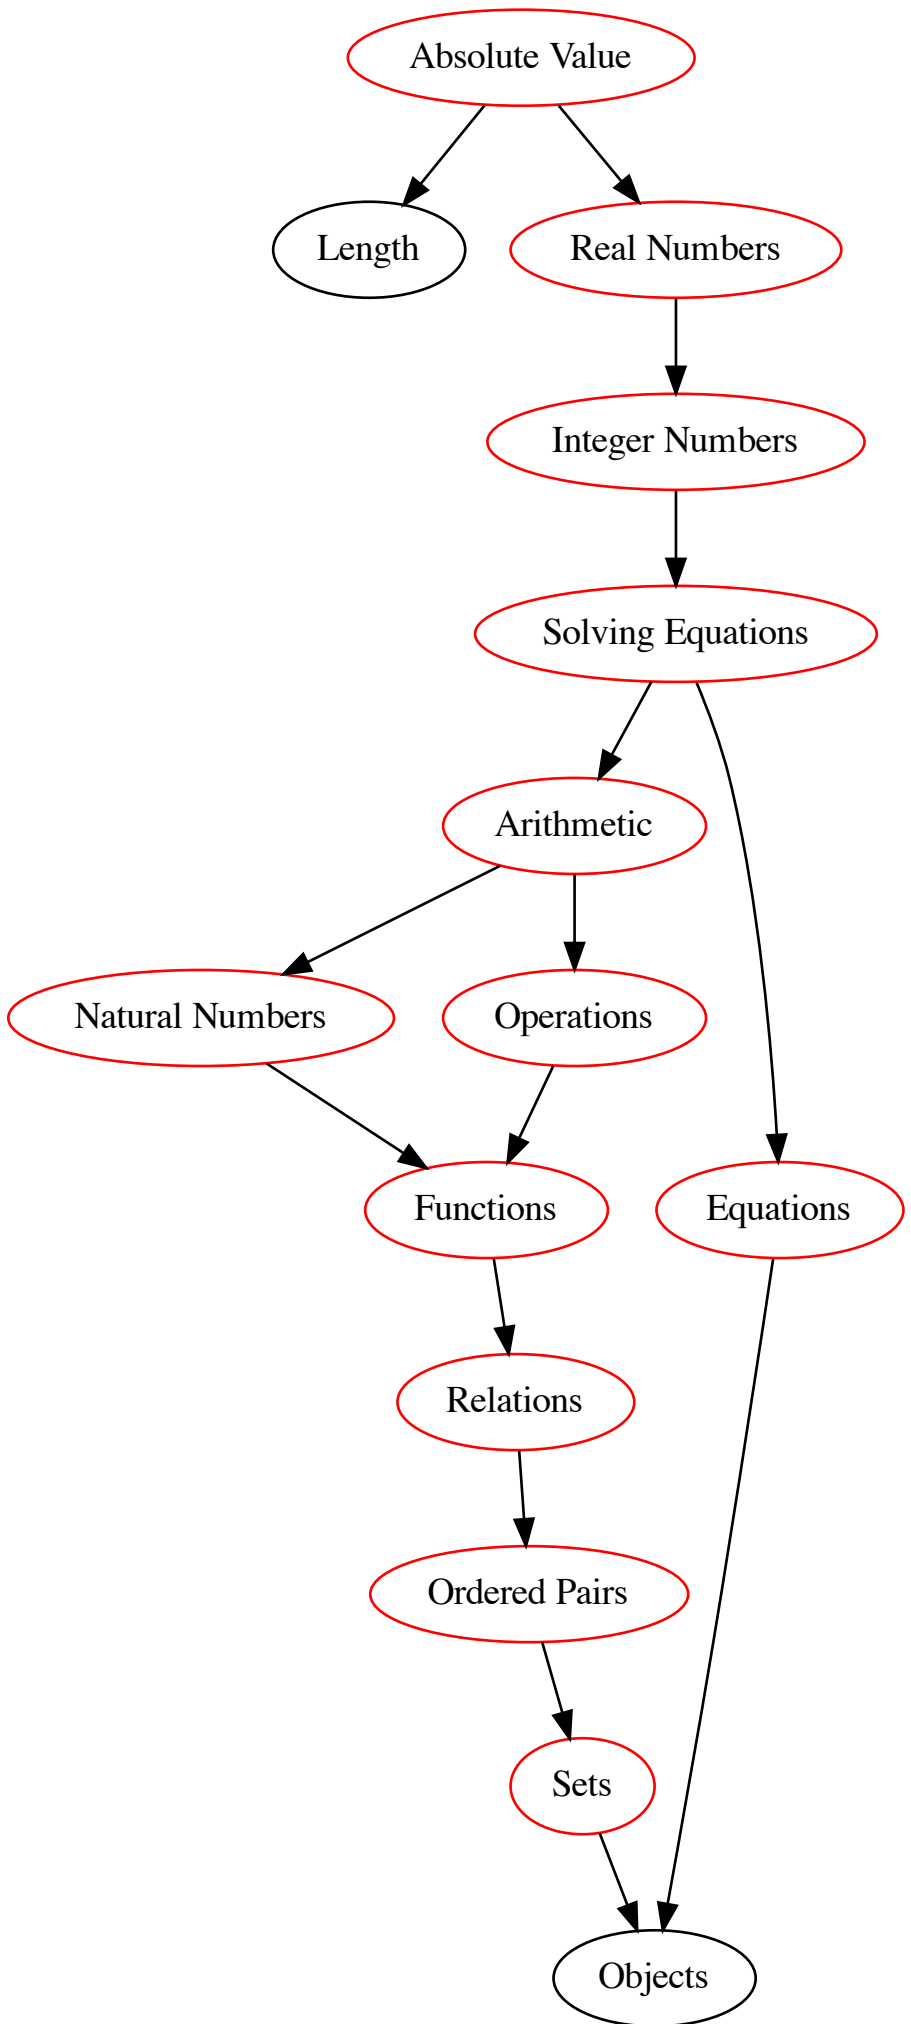 Absolute Value
Length
Real Numbers
Integer Numbers
Solving Equations
Arithmetic
Natural Numbers
Operations
Functions
Equations
Relations
Ordered Pairs
Sets
Objects